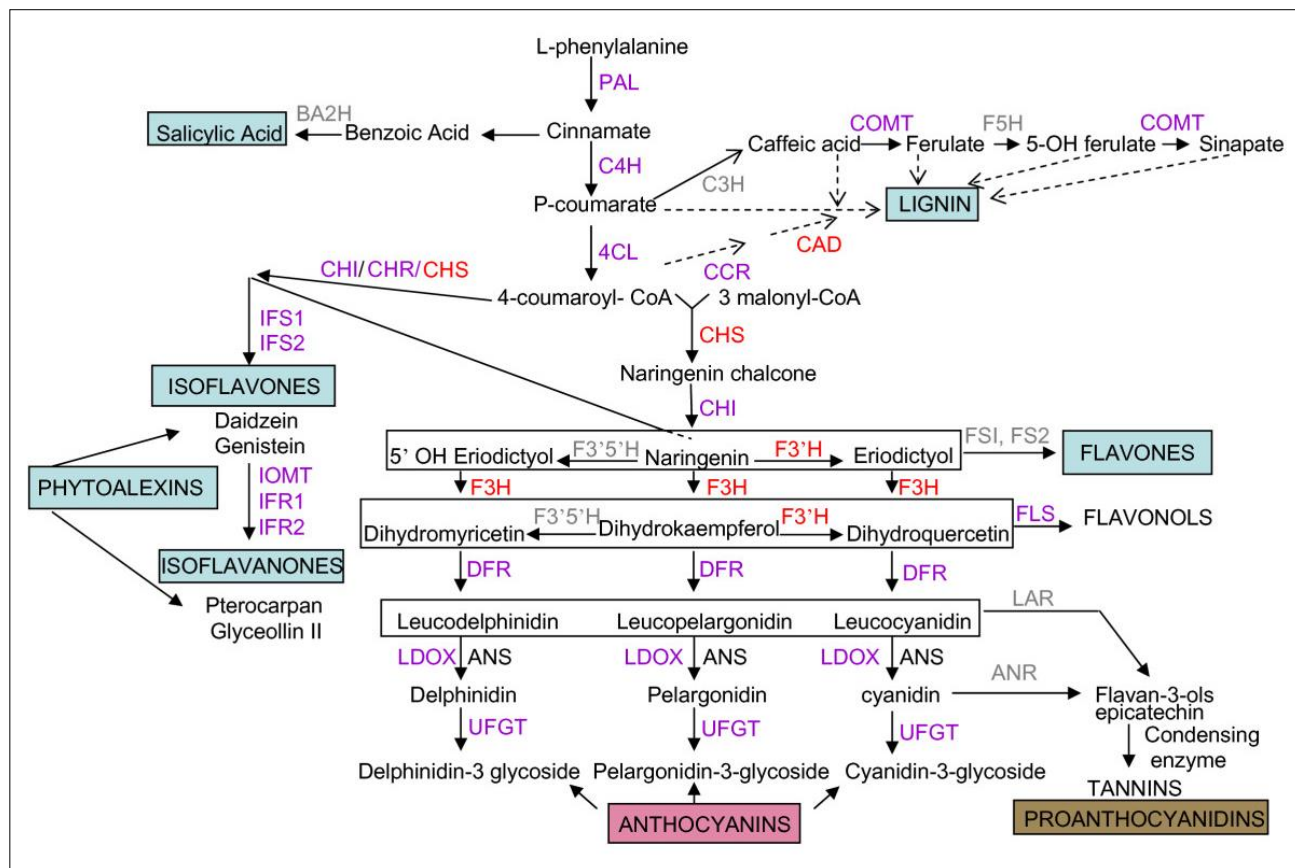 L-phenylalanine
PAL
BA2H
Salicylic Acid
Benzoic Acid
Cinnamate
COMT
F5H
COMT
Caffeic acid
Ferulate
5-OH ferulate
Sinapate
C4H
C3H
P-coumarate
LIGNIN
4CL
CAD
CCR
CHI/CHR/CHS
4-coumaroyl- CoA
3 malonyl-CoA
IFS1
IFS2
CHS
Naringenin chalcone
ISOFLAVONES
CHI
Daidzein
Genistein
5' OH Eriodictyol
F3'5'H
Naringenin
F3'H
Eriodictyol
FSI, FS2
FLAVONES
PHYTOALEXINS
IOMT
IFR1
IFR2
F3H
F3H
F3H
Dihydromyricetin
F3'5'H
Dihydrokaempferol
F3'H
Dihydroquercetin
FLS
FLAVONOLS
ISOFLAVANONES
DFR
DFR
DFR
Pterocarpan
Glyceollin II
Leucodelphinidin
Leucopelargonidin
Leucocyanidin
LAR
LDOX
ANS
LDOX
ANS
LDOX
ANS
Delphinidin
Pelargonidin
cyanidin
ANR
Flavan-3-ols
epicatechin
UFGT
UFGT
UFGT
Condensing
enzyme
Delphinidin-3 glycoside
Pelargonidin-3-glycoside
Cyanidin-3-glycoside
TANNINS
ANTHOCYANINS
PROANTHOCYANIDINS